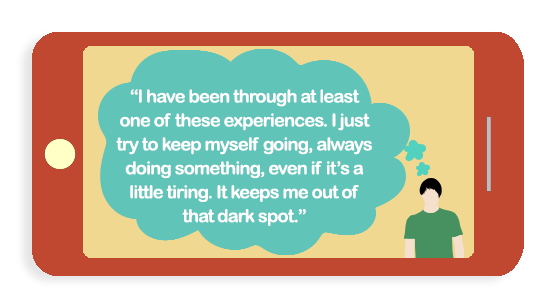 “I have been through at least
one of these experiences. I just
try to keep myself going, always
doing something, even if it’s a
little tiring. It keeps me out of
that dark spot.”